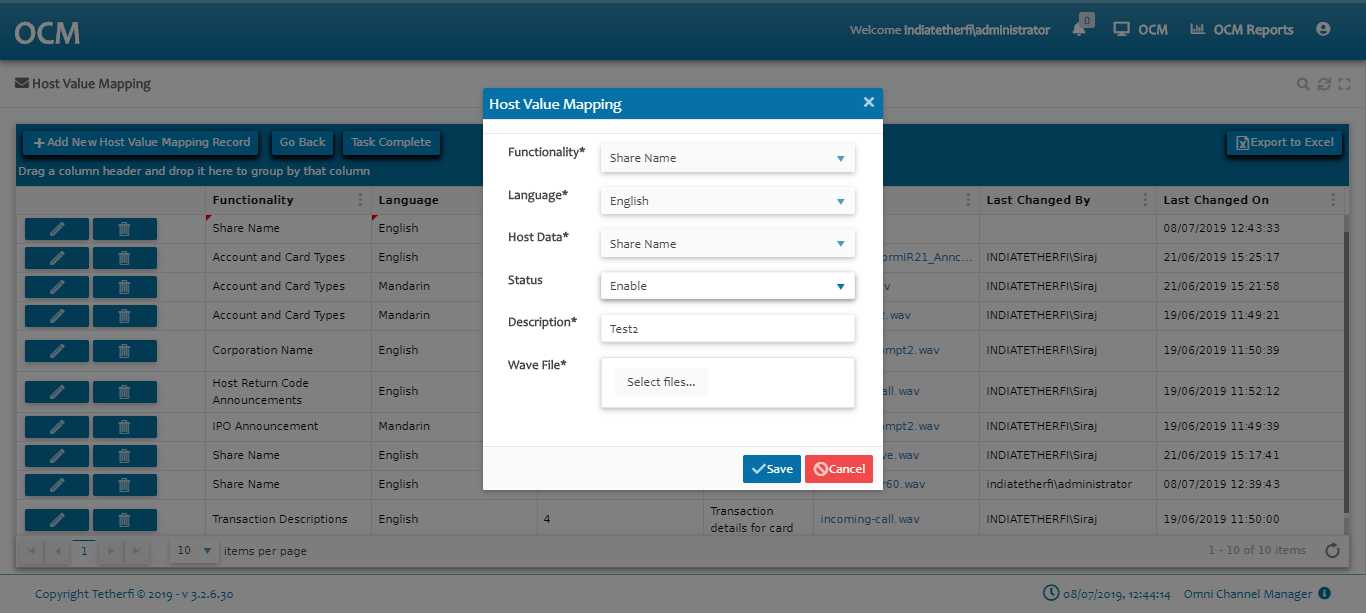 OCM
Welcome indiatetherfi\administrator
0
OCM
OCM Reports
Host Value Mapping
Add New Host Value Mapping Record
Go Back
Task Complete
Export to Excel
Drag a column header and drop it here to group by that column
Functionality Language Last Changed By Last Changed On
Share Name English 08/07/2019 12:43:33
Account and Card Types English ormIR21_Annc... INDIATETHERFI\Siraj 21/06/2019 15:25:17
Account and Card Types Mandarin v INDIATETHERFI\Siraj 21/06/2019 15:21:58
Account and Card Types Mandarin 2.wav INDIATETHERFI\Siraj 19/06/2019 11:49:21
Corporation Name English mpt2.wav INDIATETHERFI\Siraj 19/06/2019 11:50:39
Host Return Code
Announcements English all.wav INDIATETHERFI\Siraj 19/06/2019 11:52:12
IPO Announcement Mandarin mpt2.wav INDIATETHERFI\Siraj 19/06/2019 11:49:39
Share Name English ve.wav INDIATETHERFI\Siraj 21/06/2019 15:17:41
Share Name English r60.wav indiatetherfi\administrator 08/07/2019 12:39:43
Transaction Descriptions English 4 Transaction
details for card incoming-call.wav INDIATETHERFI\Siraj 19/06/2019 11:50:00
Host Value Mapping
Functionality* Share Name
Language* English
Host Data* Share Name
Status Enable
Description* Test2
Wave File* Select files...
Save Cancel
1 10 items per page 1 - 10 of 10 items
Copyright Tetherfi © 2019 - v 3.2.6.30
08/07/2019, 12:44:14 Omni Channel Manager